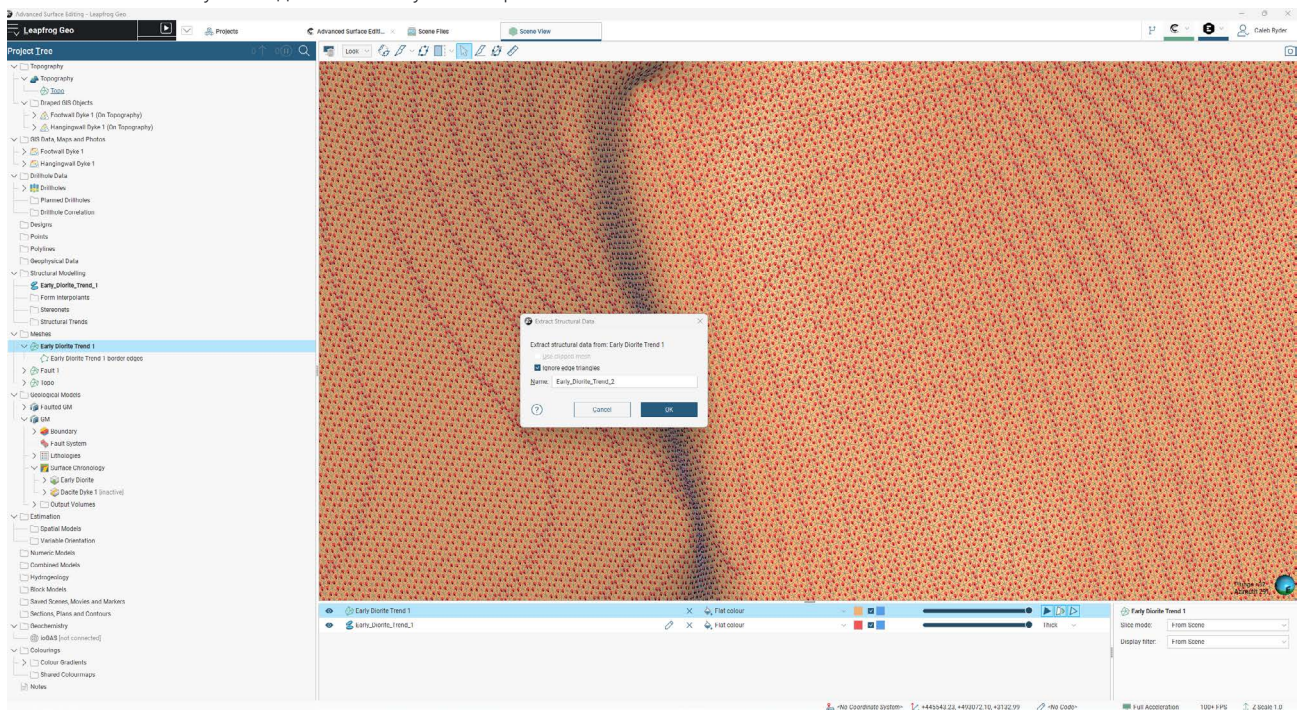 Advanced Surface Editing - Leapfrog Geo
Leapfrog Geo
Projects
Advanced Surface Editi...
Scene Files
Scene View
Caleb Ryder
Project Tree
Look
Topography
Topography
Topo
Draped GIS Objects
Footwall Dyke 1 (On Topography)
Hangingwall Dyke 1 (On Topography)
GIS Data, Maps and Photos
Footwall Dyke 1
Hangingwall Dyke 1
Drillhole Data
Drillholes
Planned Drillholes
Drillhole Correlation
Designs
Points
Polylines
Geophysical Data
Structural Modelling
Early_Diorite_Trend_1
Form Interpolants
Stereonets
Structural Trends
Meshes
Early Diorite Trend 1
Early Diorite Trend 1 border edges
Fault 1
Topo
Geological Models
Faulted GM
GM
Boundary
Fault System
Lithologies
Surface Chronology
Early Diorite
Dacite Dyke 1 [inactive]
Output Volumes
Estimation
Spatial Models
Variable Orientation
Numeric Models
Combined Models
Hydrogeology
Block Models
Saved Scenes, Movies and Markers
Sections, Plans and Contours
Geochemistry
ioGAS [not connected]
Colourings
Colour Gradients
Shared Colourmaps
Notes
Extract Structural Data
Extract structural data from: Early Diorite Trend 1
Use clipped mesh
Ignore edge triangles
Name: Early_Diorite_Trend_2
Cancel
OK
Early Diorite Trend 1
Flat colour
Early_Diorite_Trend_1
Flat colour
Thick
Early Diorite Trend 1
Slice mode: From Scene
Display filter: From Scene
<No Coordinate System>
+445543.23, +493072.10, +3132.99
<No Code>
Full Acceleration
100+ FPS
Z Scale 1.0